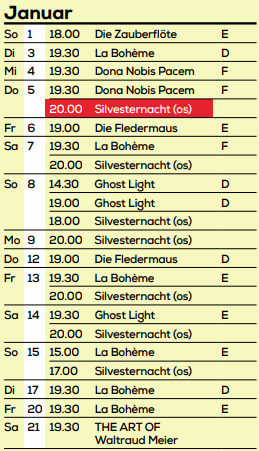 Januar
So 1 18.00 Die Zauberflöte E
Di 3 19.30 La Bohème D
Mi 4 19.30 Dona Nobis Pacem F
Do 5 19.30 Dona Nobis Pacem F
20.00 Silvesternacht (os)
Fr 6 19.00 Die Fledermaus E
Sa 7 19.30 La Bohème F
20.00 Silvesternacht (os)
So 8 14.30 Ghost Light D
19.00 Ghost Light D
18.00 Silvesternacht (os)
Mo 9 20.00 Silvesternacht (os)
Do 12 19.00 Die Fledermaus D
Fr 13 19.30 La Bohème E
20.00 Silvesternacht (os)
Sa 14 19.30 Ghost Light E
20.00 Silvesternacht (os)
So 15 15.00 La Bohème E
17.00 Silvesternacht (os)
Di 17 19.30 La Bohème D
Fr 20 19.30 La Bohème E
Sa 21 19.30 THE ART OF
Waltraud Meier